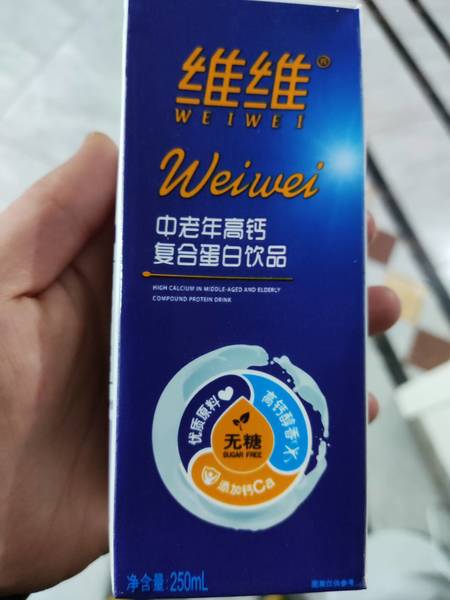 维维®
WEIWEI
Weiwei
中老年高钙
复合蛋白饮品
HIGH CALCIUM IN MIDDLE-AGED AND ELDERLY
COMPOUND PROTEIN DRINK
优质原料
高钙醇香
无糖
SUGAR FREE
添加钙Ca
净含量:250mL
图案仅供参考